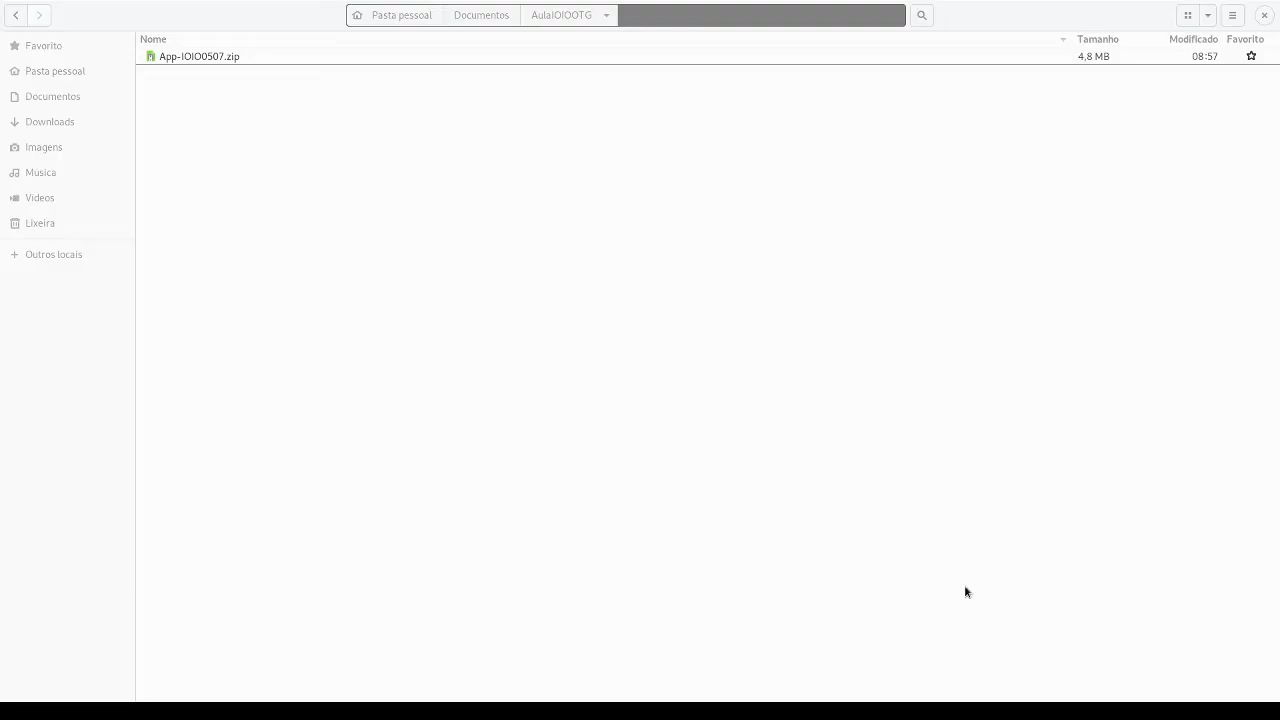 Pasta pessoal Documentos AulaIOIOOTG
Nome Tamanho Modificado Favorito
App-IOIO0507.zip 4,8 MB 08:57
Favorito
Pasta pessoal
Documentos
Downloads
Imagens
Musica
Videos
Lixeira
Outros locais